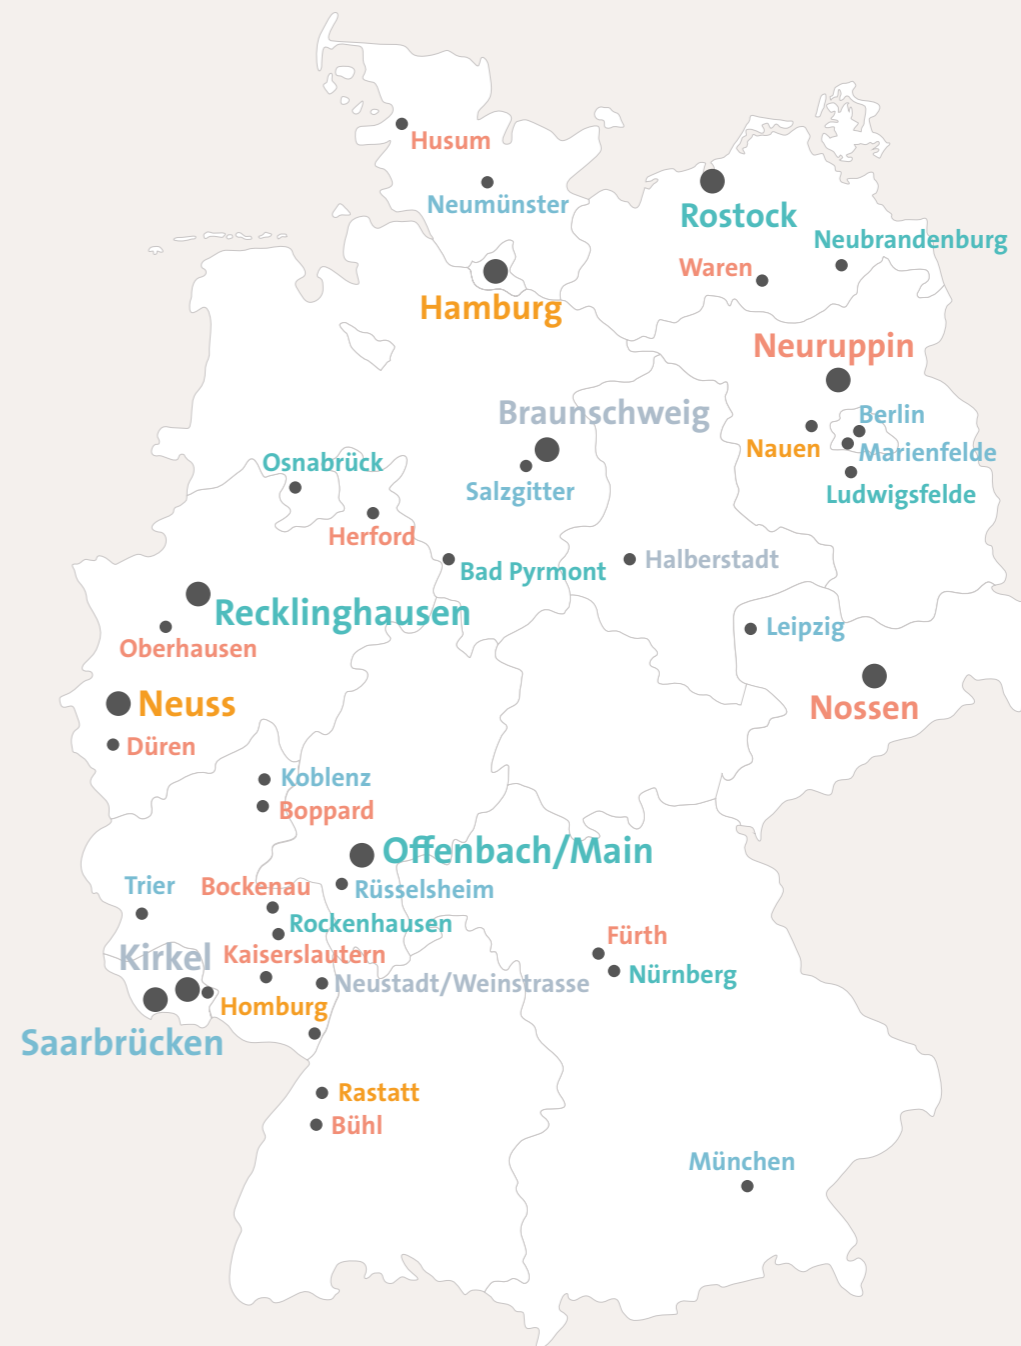 Husum
Neumünster
Rostock
Neubrandenburg
Waren
Hamburg
Neuruppin
Braunschweig
Berlin
Nauen
Marienfelde
Osnabrück
Salzgitter
Ludwigsfelde
Herford
Halberstadt
Bad Pyrmont
Recklinghausen
Leipzig
Oberhausen
Neuss
Nossen
Düren
Koblenz
Boppard
Offenbach/Main
Trier
Bockenau
Rüsselsheim
Rockenhausen
Fürth
Kirkel
Kaiserslautern
Nürnberg
Neustadt/Weinstrasse
Homburg
Saarbrücken
Rastatt
Bühl
München